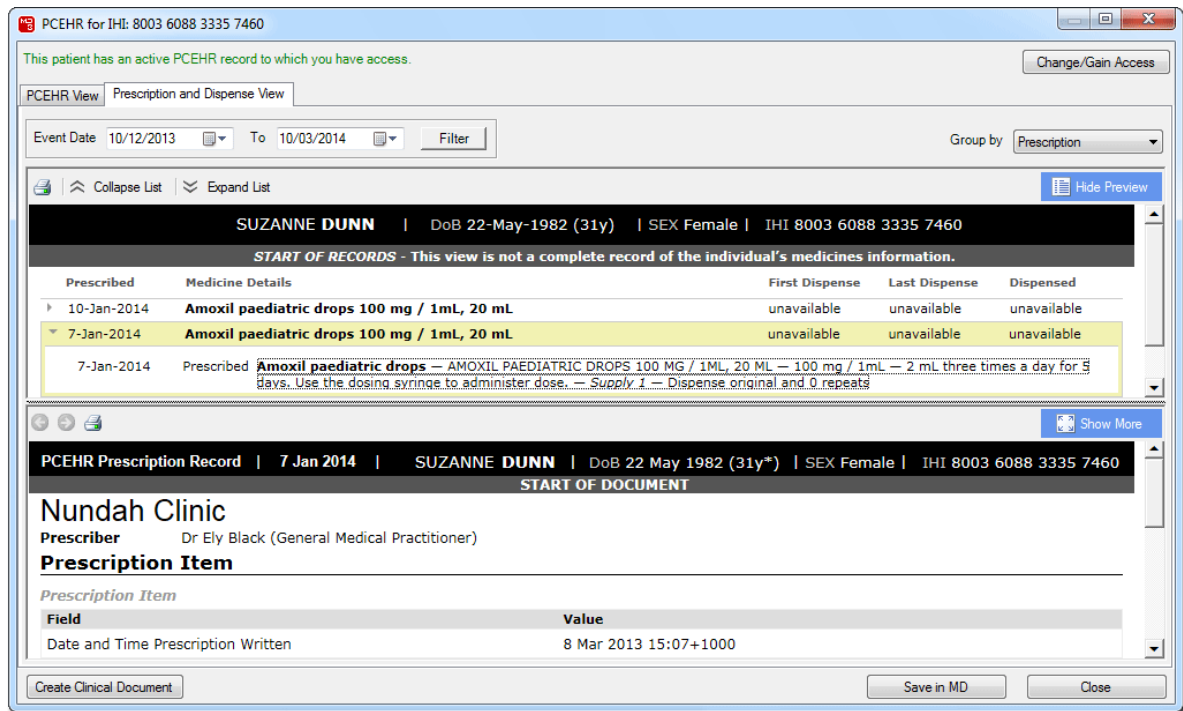 PCEHR for IHI: 8003 6088 3335 7460
This patient has an active PCEHR record to which you have access.
Change/Gain Access
PCEHR View Prescription and Dispense View
Event Date 10/12/2013 To 10/03/2014 Filter Group by Prescription
Collapse List Expand List Hide Preview
SUZANNE DUNN | DoB 22-May-1982 (31y) | SEX Female | IHI 8003 6088 3335 7460
START OF RECORDS - This view is not a complete record of the individual's medicines information.
Prescribed Medicine Details First Dispense Last Dispense Dispensed
10-Jan-2014 Amoxil paediatric drops 100 mg / 1mL, 20 mL unavailable unavailable unavailable
7-Jan-2014 Amoxil paediatric drops 100 mg / 1mL, 20 mL unavailable unavailable unavailable
7-Jan-2014 Prescribed Amoxil paediatric drops — AMOXIL PAEDIATRIC DROPS 100 MG / 1ML, 20 ML — 100 mg / 1mL — 2 mL three times a day for 5
days. Use the dosing syringe to administer dose. — Supply 1 — Dispense original and 0 repeats
Show More
PCEHR Prescription Record | 7 Jan 2014 | SUZANNE DUNN | DoB 22 May 1982 (31y*) | SEX Female | IHI 8003 6088 3335 7460
START OF DOCUMENT
Nundah Clinic
Prescriber Dr Ely Black (General Medical Practitioner)
Prescription Item
Prescription Item
Field Value
Date and Time Prescription Written 8 Mar 2013 15:07+1000
Create Clinical Document Save in MD Close